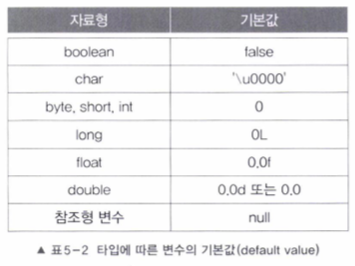 자료형 기본값
boolean false
char '\u0000'
byte, short, int 0
long 0L
float 0.0f
double 0.0d 또는 0.0
참조형 변수 null
▲ 표5-2 타입에 따른 변수의 기본값(default value)